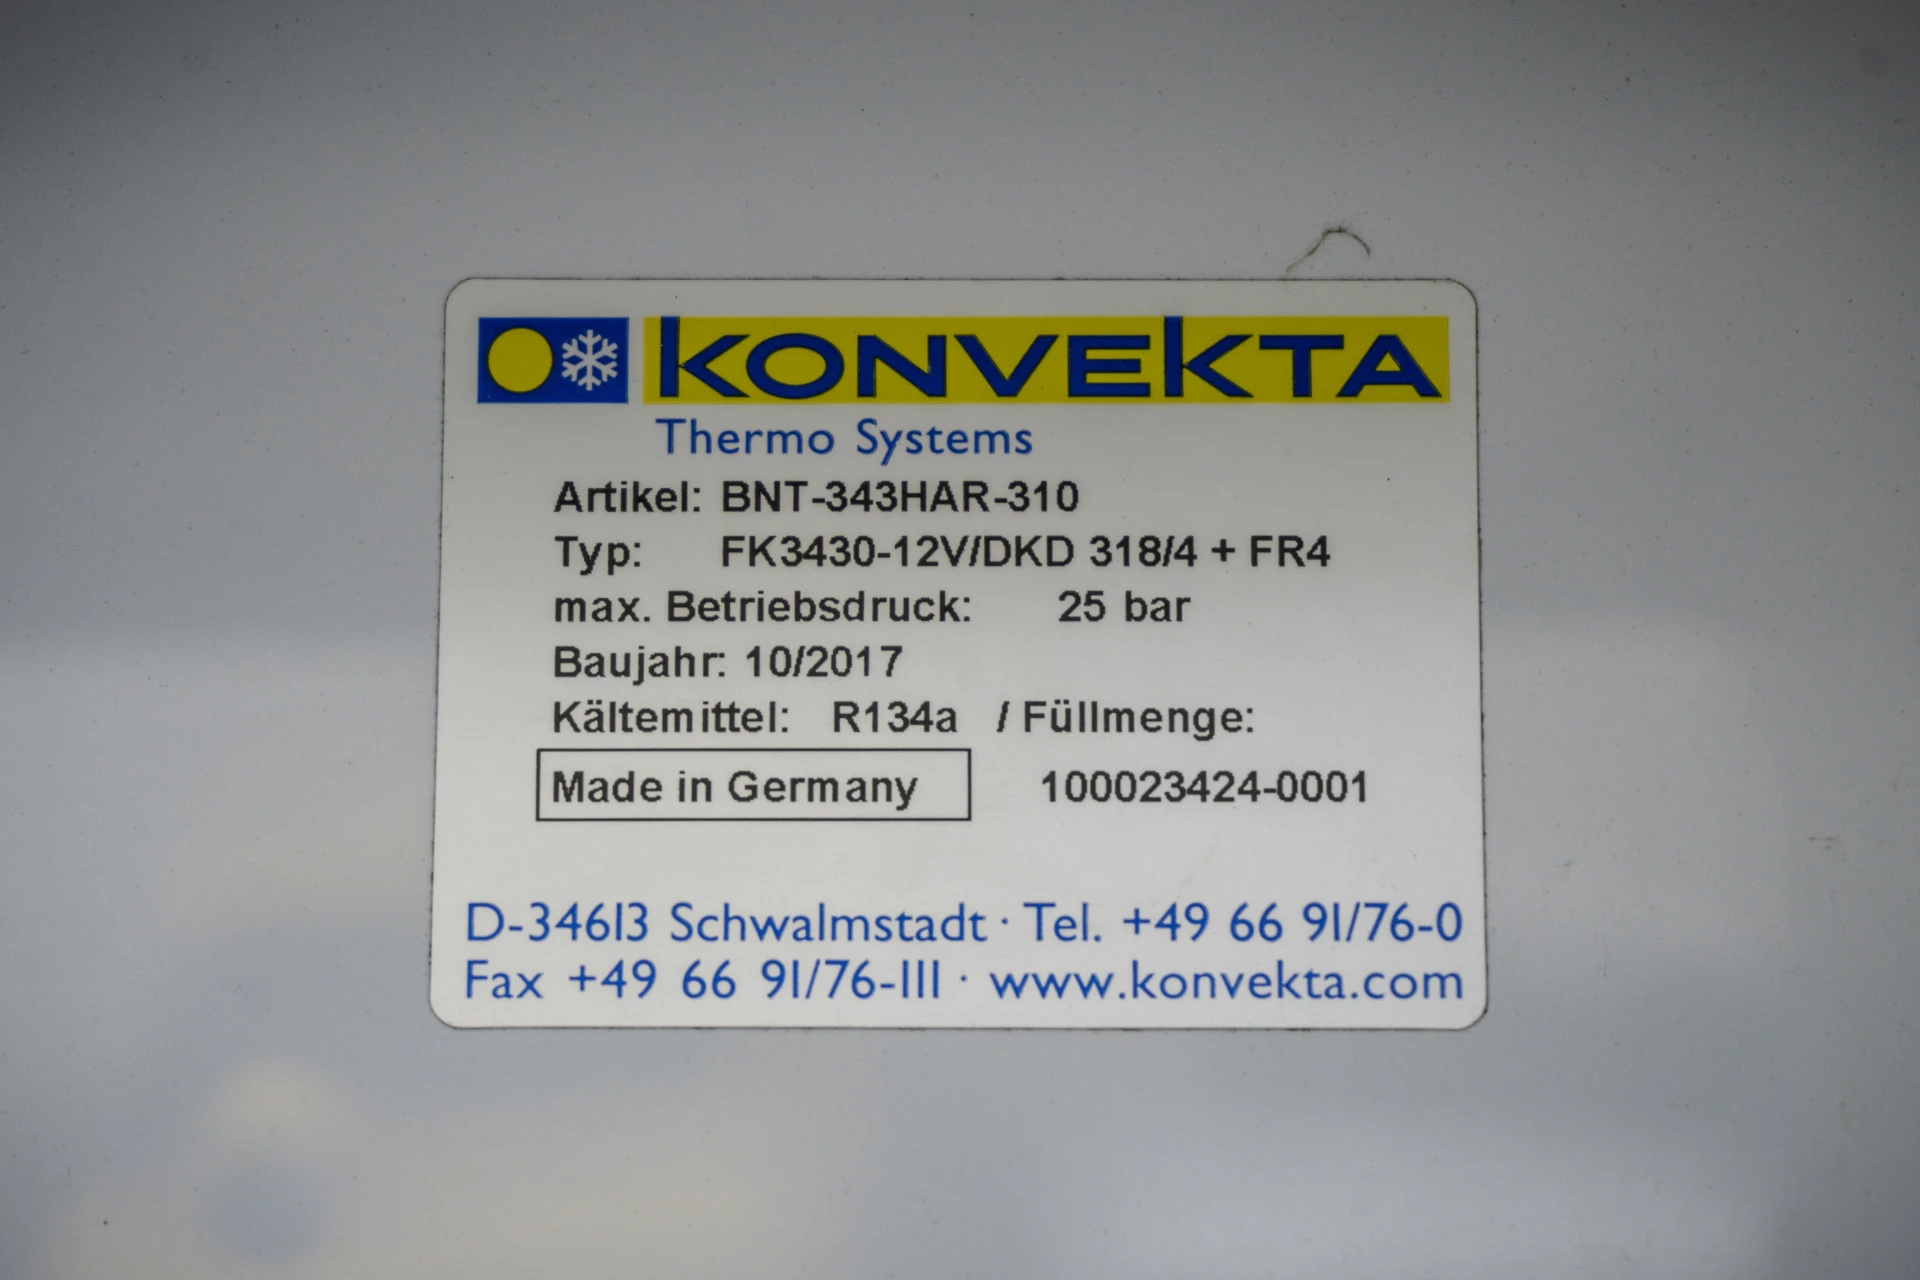 KONVEKTA
Thermo Systems
Artikel: BNT-343HAR-310
Typ: FK3430-12V/DKD 318/4 + FR4
max. Betriebsdruck: 25 bar
Baujahr: 10/2017
Kältemittel: R134a / Füllmenge:
Made in Germany 100023424-0001
D-34613 Schwalmstadt · Tel. +49 66 91/76-0
Fax +49 66 91/76-111 · www.konvekta.com